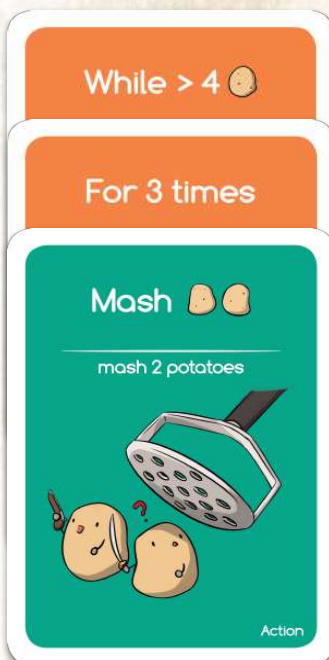 While > 4
For 3 times
Mash
mash 2 potatoes
?
Action